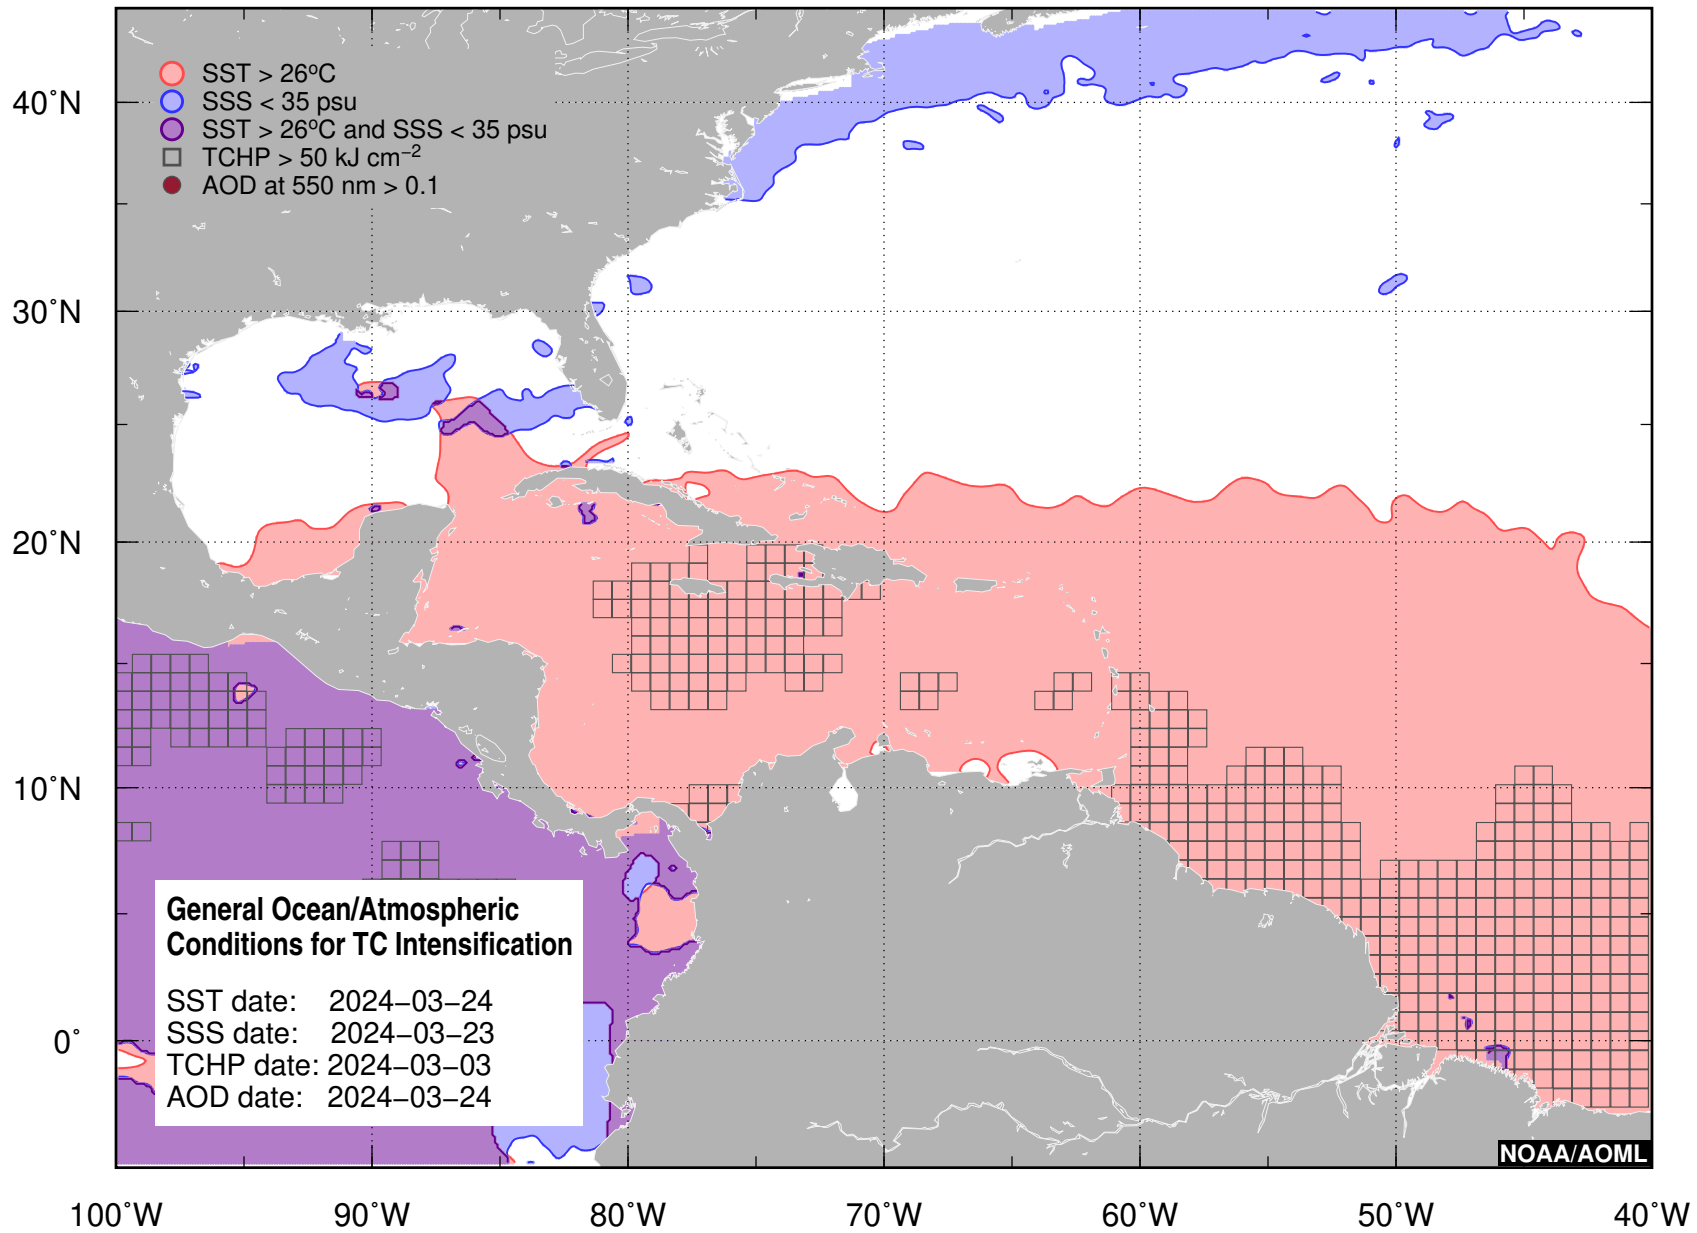 SST > 26°C
SSS < 35 psu
SST > 26°C and SSS < 35 psu
TCHP > 50 kJ cm⁻²
AOD at 550 nm > 0.1
40˚N
30˚N
20˚N
10˚N
0˚
General Ocean/Atmospheric
Conditions for TC Intensification
SST date: 2024−03−24
SSS date: 2024−03−23
TCHP date: 2024−03−03
AOD date: 2024−03−24
NOAA/AOML
100˚W 90˚W 80˚W 70˚W 60˚W 50˚W 40˚W